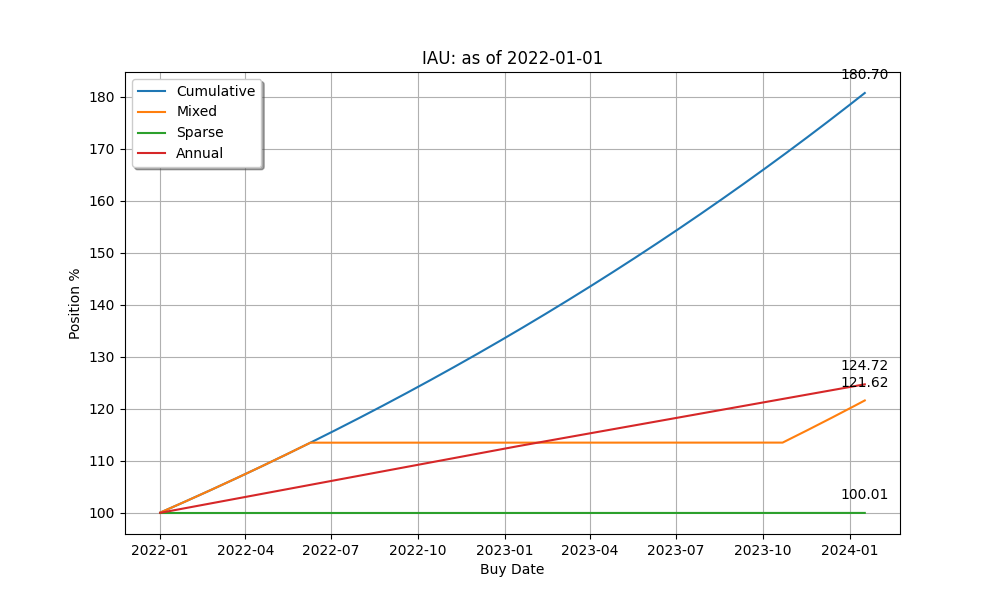 IAU: as of 2022-01-01
Cumulative
Mixed
Sparse
Annual
180.70
124.72
121.62
100.01
180
170
160
150
140
130
120
110
100
Position %
2022-01 2022-04 2022-07 2022-10 2023-01 2023-04 2023-07 2023-10 2024-01
Buy Date